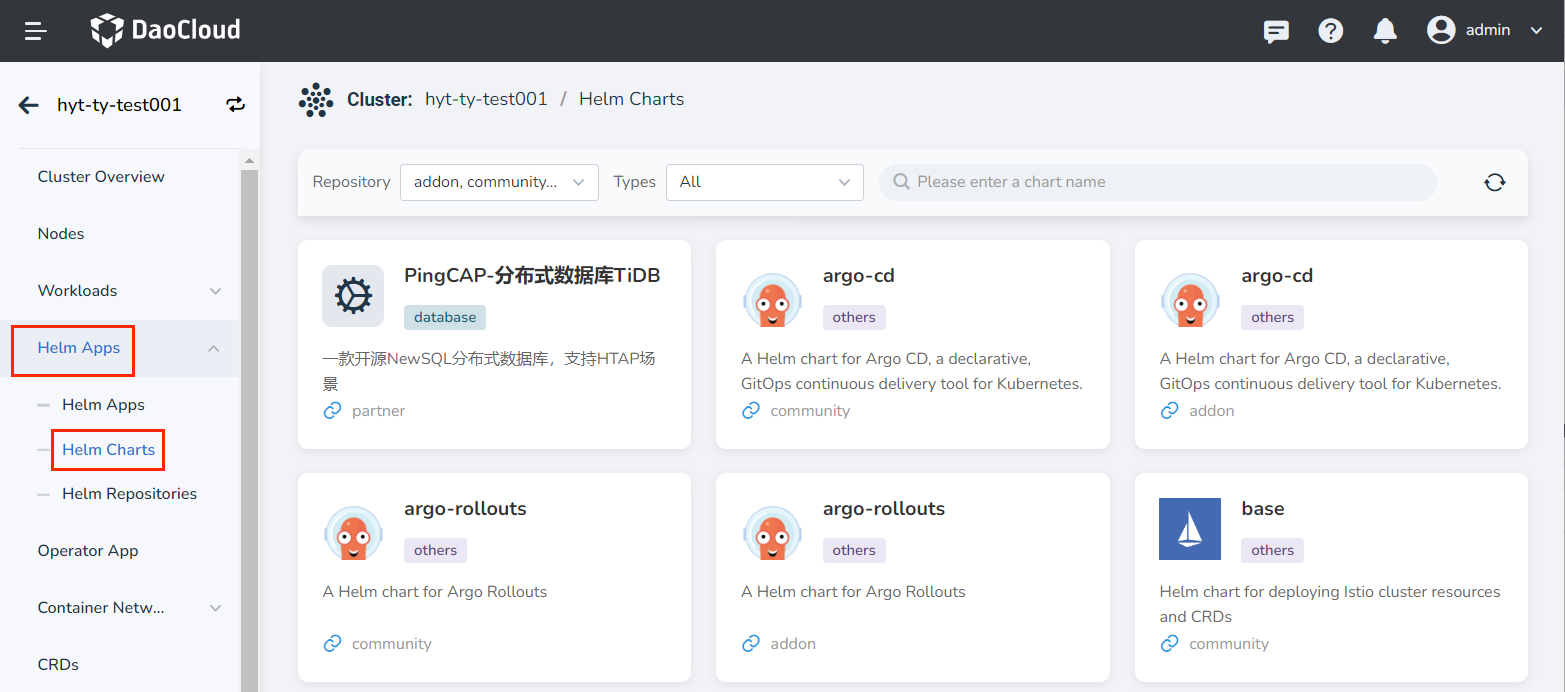 DaoCloud
admin
hyt-ty-test001
Cluster Overview
Nodes
Workloads
Helm Apps
Helm Apps
Helm Charts
Helm Repositories
Operator App
Container Netw...
CRDs
Cluster: hyt-ty-test001 / Helm Charts
Repository addon, community... Types All Please enter a chart name
PingCAP-分布式数据库TiDB
database
一款开源NewSQL分布式数据库，支持HTAP场
景
partner
argo-cd
others
A Helm chart for Argo CD, a declarative,
GitOps continuous delivery tool for Kubernetes.
community
argo-cd
others
A Helm chart for Argo CD, a declarative,
GitOps continuous delivery tool for Kubernetes.
addon
argo-rollouts
others
A Helm chart for Argo Rollouts
community
argo-rollouts
others
A Helm chart for Argo Rollouts
addon
base
others
Helm chart for deploying Istio cluster resources
and CRDs
community